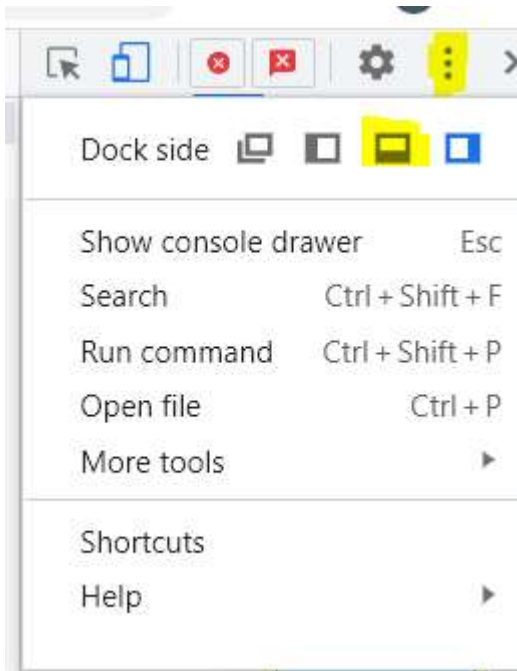 Dock side
Show console drawer Esc
Search Ctrl + Shift + F
Run command Ctrl + Shift + P
Open file Ctrl + P
More tools
Shortcuts
Help